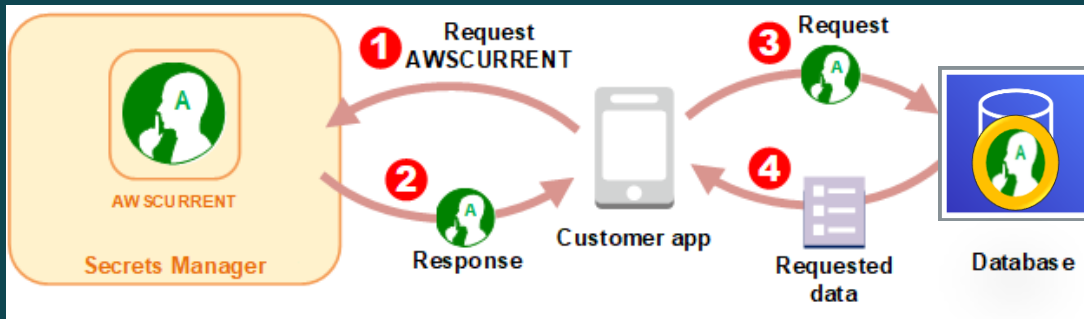 A
AWSCURRENT
Secrets Manager
1
Request
AWSCURRENT
2
A
Response
Customer app
3
Request
A
4
Requested
data
A
Database